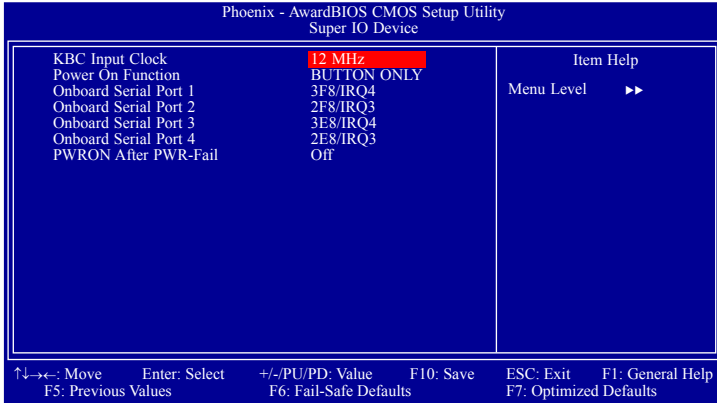 Phoenix - AwardBIOS CMOS Setup Utility
Super IO Device
KBC Input Clock 12 MHz
Power On Function BUTTON ONLY
Onboard Serial Port 1 3F8/IRQ4
Onboard Serial Port 2 2F8/IRQ3
Onboard Serial Port 3 3E8/IRQ4
Onboard Serial Port 4 2E8/IRQ3
PWRON After PWR-Fail Off
Item Help
Menu Level ▸▸
↑↓→←: Move Enter: Select +/-/PU/PD: Value F10: Save ESC: Exit F1: General Help
F5: Previous Values F6: Fail-Safe Defaults F7: Optimized Defaults